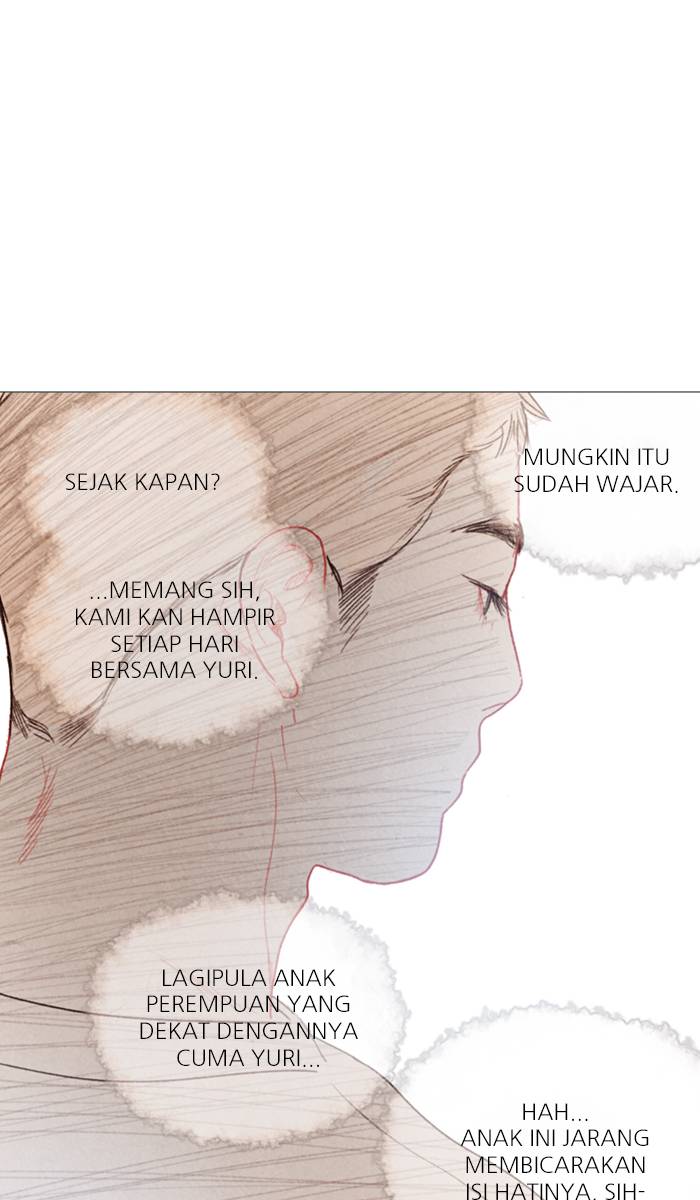 SEJAK KAPAN?
...MEMANG SIH,
KAMI KAN HAMPIR
SETIAP HARI
BERSAMA YURI.
MUNGKIN ITU
SUDAH WAJAR.
LAGIPULA ANAK
PEREMPUAN YANG
DEKAT DENGANNYA
CUMA YURI...
HAH...
ANAK INI JARANG
MEMBICARAKAN
ISI HATINYA. SIH-